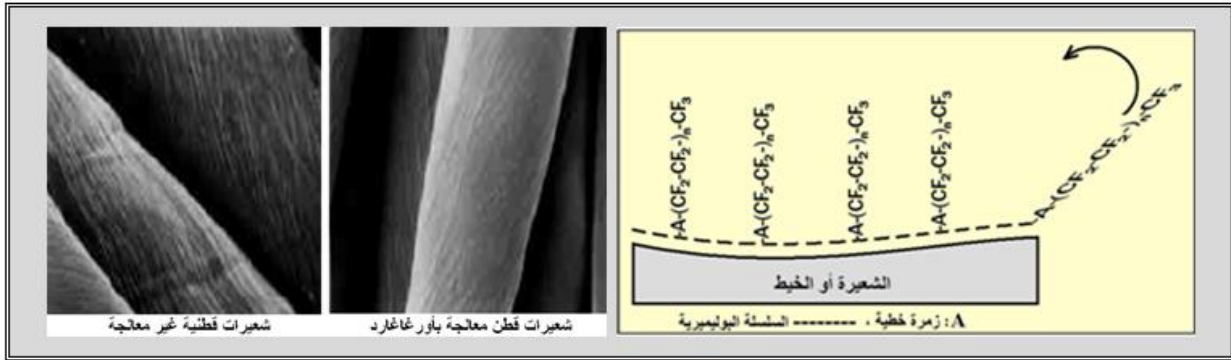 -A-(CF₂-CF₂-)ₙ-CF₃
-A-(CF₂-CF₂-)ₙ-CF₃
-A-(CF₂-CF₂-)ₙ-CF₃
-A-(CF₂-CF₂-)ₙ-CF₃
-A-(CF₂-CF₂-)ₙ-CF₃
الشعيرة أو الخيط
A: زمرة خطية ، -------- السلسلة البوليميرية
شعيرات قطن معالجة بأورغاغارد
شعيرات قطنية غير معالجة